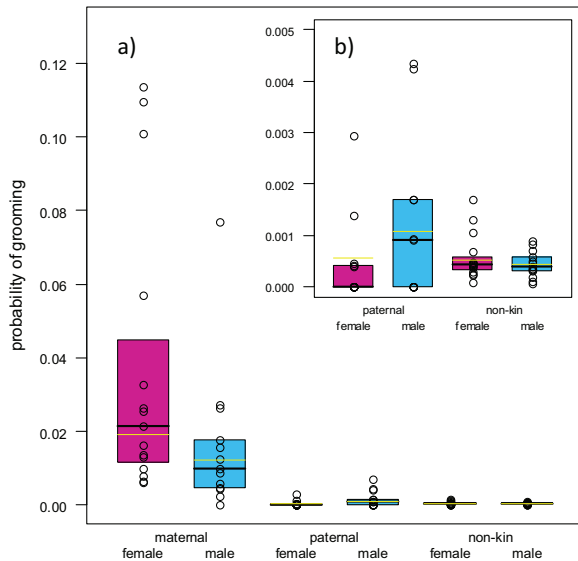 a)
b)
probability of grooming
0.12
0.10
0.08
0.06
0.04
0.02
0.00
maternal paternal non-kin
female male female male female male
0.005
0.004
0.003
0.002
0.001
0.000
paternal non-kin
female male female male